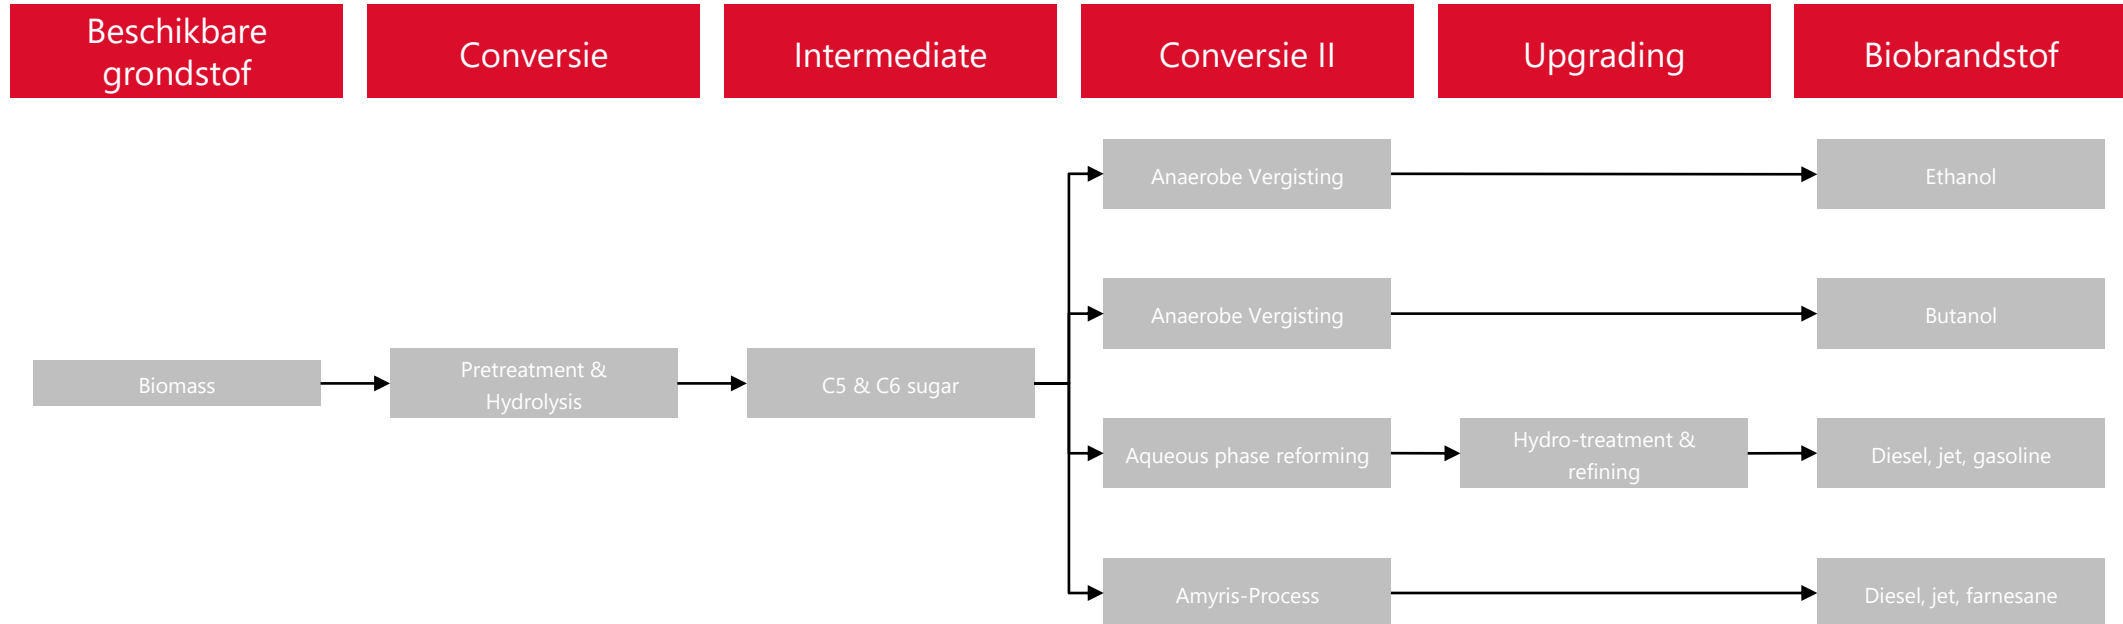 Beschikbare
grondstof
Conversie
Intermediate
Conversie II
Upgrading
Biobrandstof
Anaerobe Vergisting
Ethanol
Anaerobe Vergisting
Butanol
Biomass
Pretreatment &
Hydrolysis
C5 & C6 sugar
Aqueous phase reforming
Hydro-treatment &
refining
Diesel, jet, gasoline
Amyris-Process
Diesel, jet, farnesane